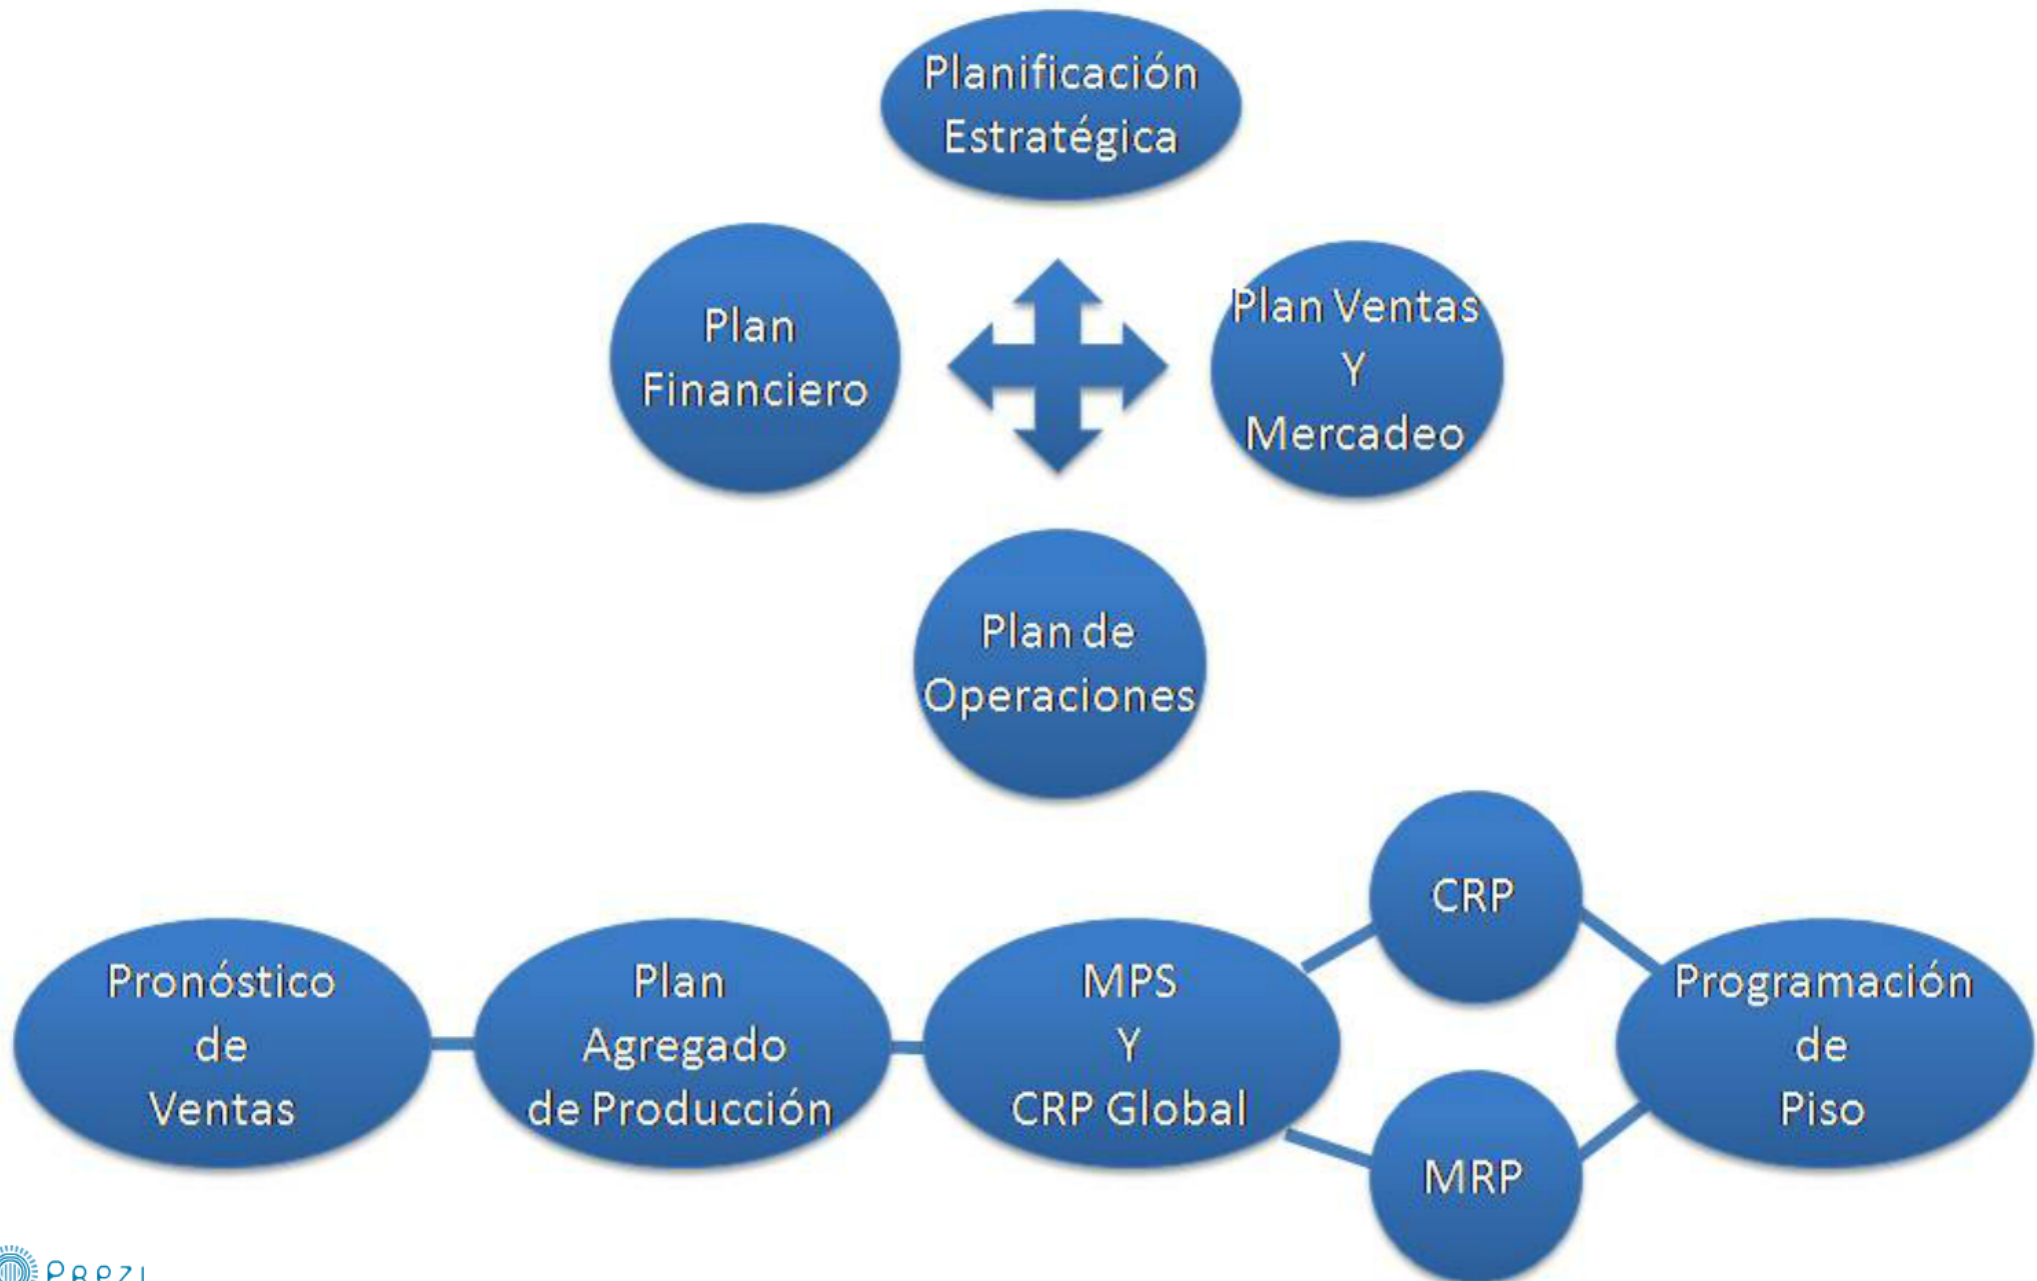 Planificación
Estratégica
Plan
Financiero
Plan Ventas
Y
Mercadeo
Plan de
Operaciones
Pronóstico
de
Ventas
Plan
Agregado
de Producción
MPS
Y
CRP Global
CRP
MRP
Programación
de
Piso
PREZI